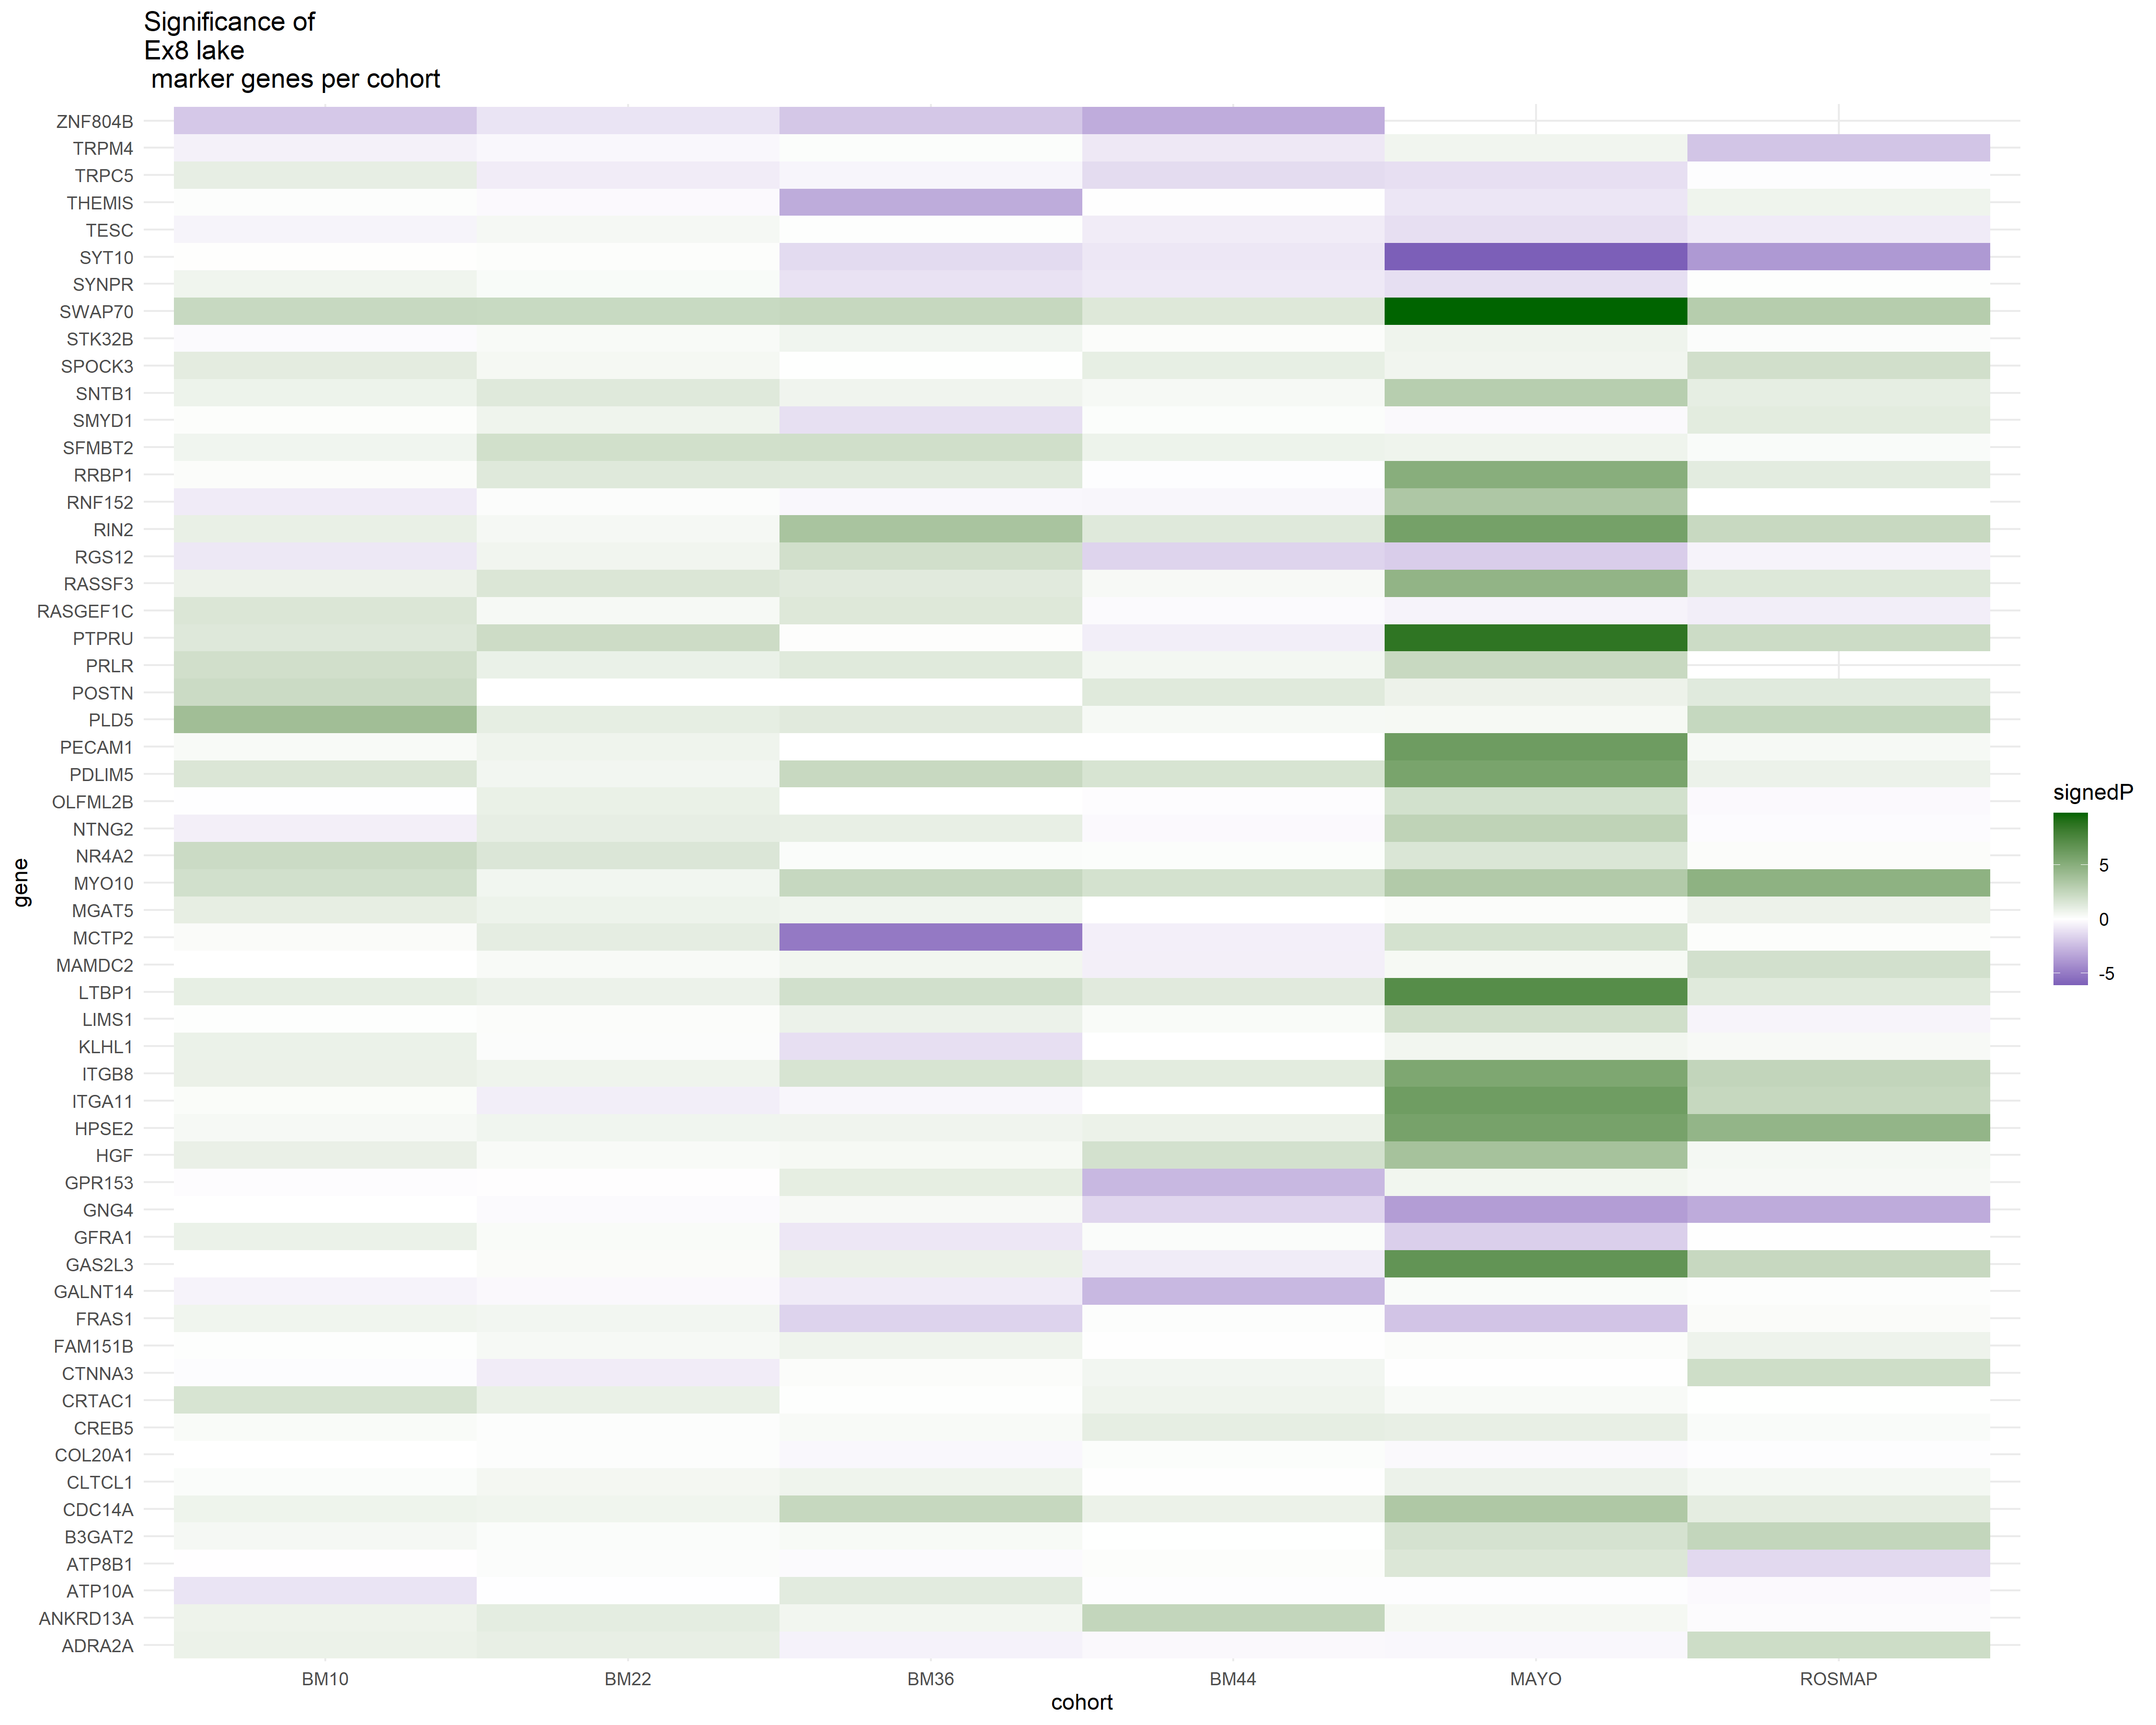 Significance of
Ex8 lake
marker genes per cohort
ZNF804B
TRPM4
TRPC5
THEMIS
TESC
SYT10
SYNPR
SWAP70
STK32B
SPOCK3
SNTB1
SMYD1
SFMBT2
RRBP1
RNF152
RIN2
RGS12
RASSF3
RASGEF1C
PTPRU
PRLR
POSTN
PLD5
PECAM1
PDLIM5
OLFML2B
NTNG2
NR4A2
MYO10
MGAT5
MCTP2
MAMDC2
LTBP1
LIMS1
KLHL1
ITGB8
ITGA11
HPSE2
HGF
GPR153
GNG4
GFRA1
GAS2L3
GALNT14
FRAS1
FAM151B
CTNNA3
CRTAC1
CREB5
COL20A1
CLTCL1
CDC14A
B3GAT2
ATP8B1
ATP10A
ANKRD13A
ADRA2A
gene
BM10 BM22 BM36 BM44 MAYO ROSMAP
cohort
signedP
5
0
-5